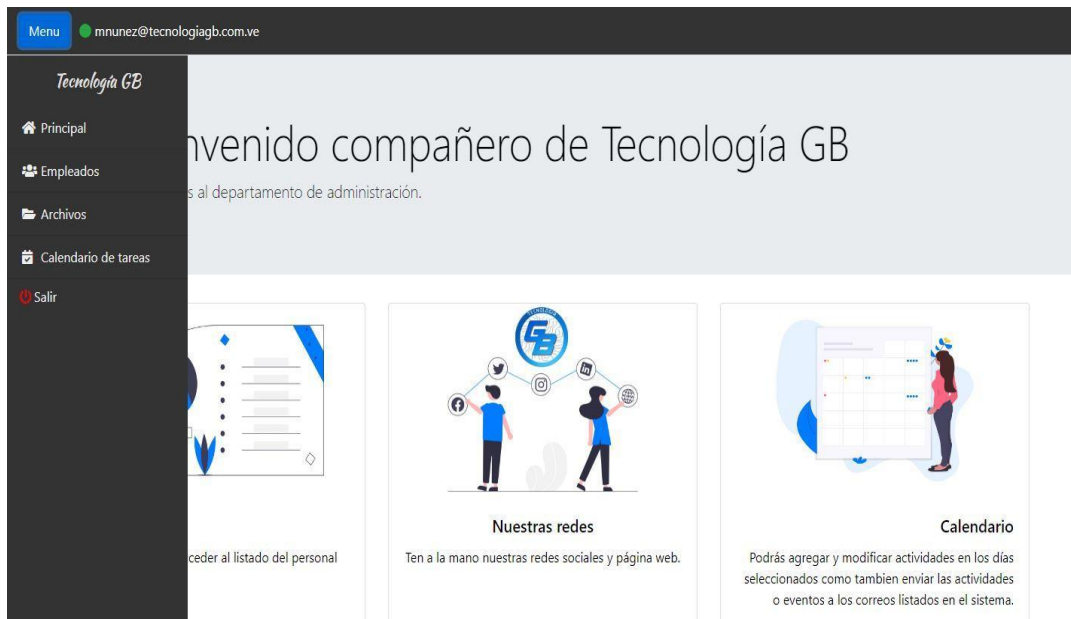 Menu mnunez@tecnologiagb.com.ve
Tecnología GB
Principal
Empleados
Archivos
Calendario de tareas
Salir
nvenido compañero de Tecnología GB
s al departamento de administración.
TECNOLOGIA
GB
Nuestras redes
Calendario
ceder al listado del personal
Ten a la mano nuestras redes sociales y página web.
Podrás agregar y modificar actividades en los días
seleccionados como tambien enviar las actividades
o eventos a los correos listados en el sistema.